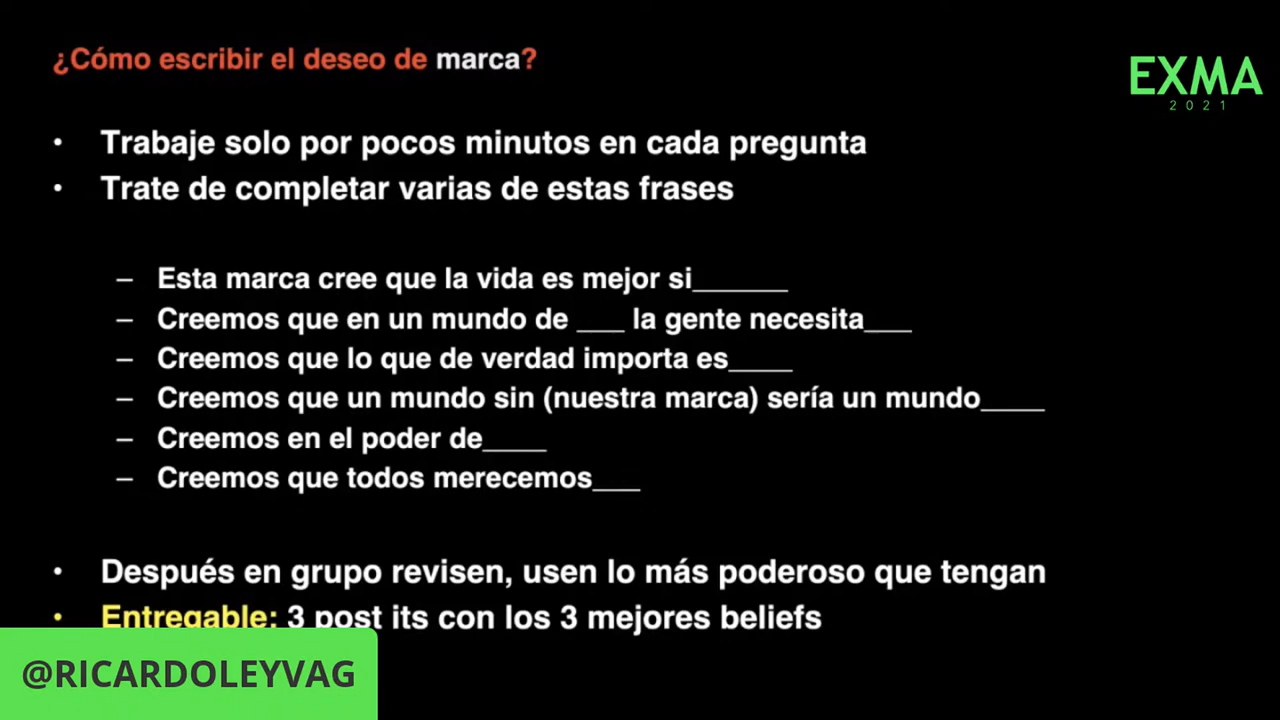 ¿Cómo escribir el deseo de marca?
EXMA
2021
• Trabaje solo por pocos minutos en cada pregunta
• Trate de completar varias de estas frases
– Esta marca cree que la vida es mejor si______
– Creemos que en un mundo de ___ la gente necesita___
– Creemos que lo que de verdad importa es____
– Creemos que un mundo sin (nuestra marca) sería un mundo____
– Creemos en el poder de____
– Creemos que todos merecemos___
• Después en grupo revisen, usen lo más poderoso que tengan
• Entregable: 3 post its con los 3 mejores beliefs
@RICARDOLEYVAG